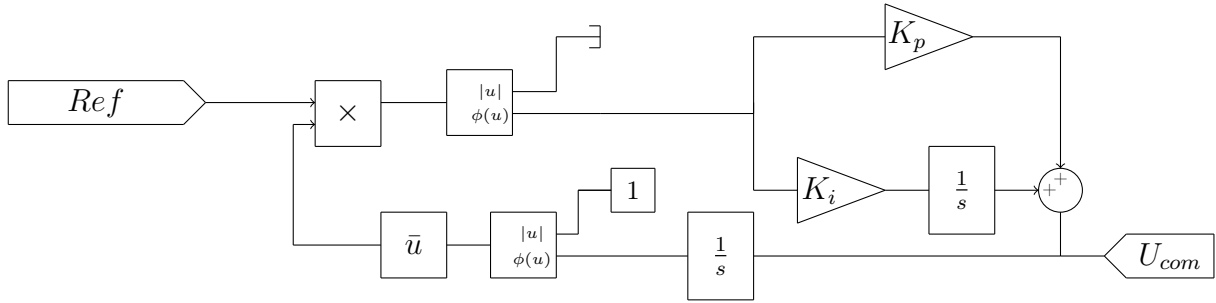 K_p
Ref
×
|u|
φ(u)
K_i
1/s
+
+
1
ū
|u|
φ(u)
1/s
U_com